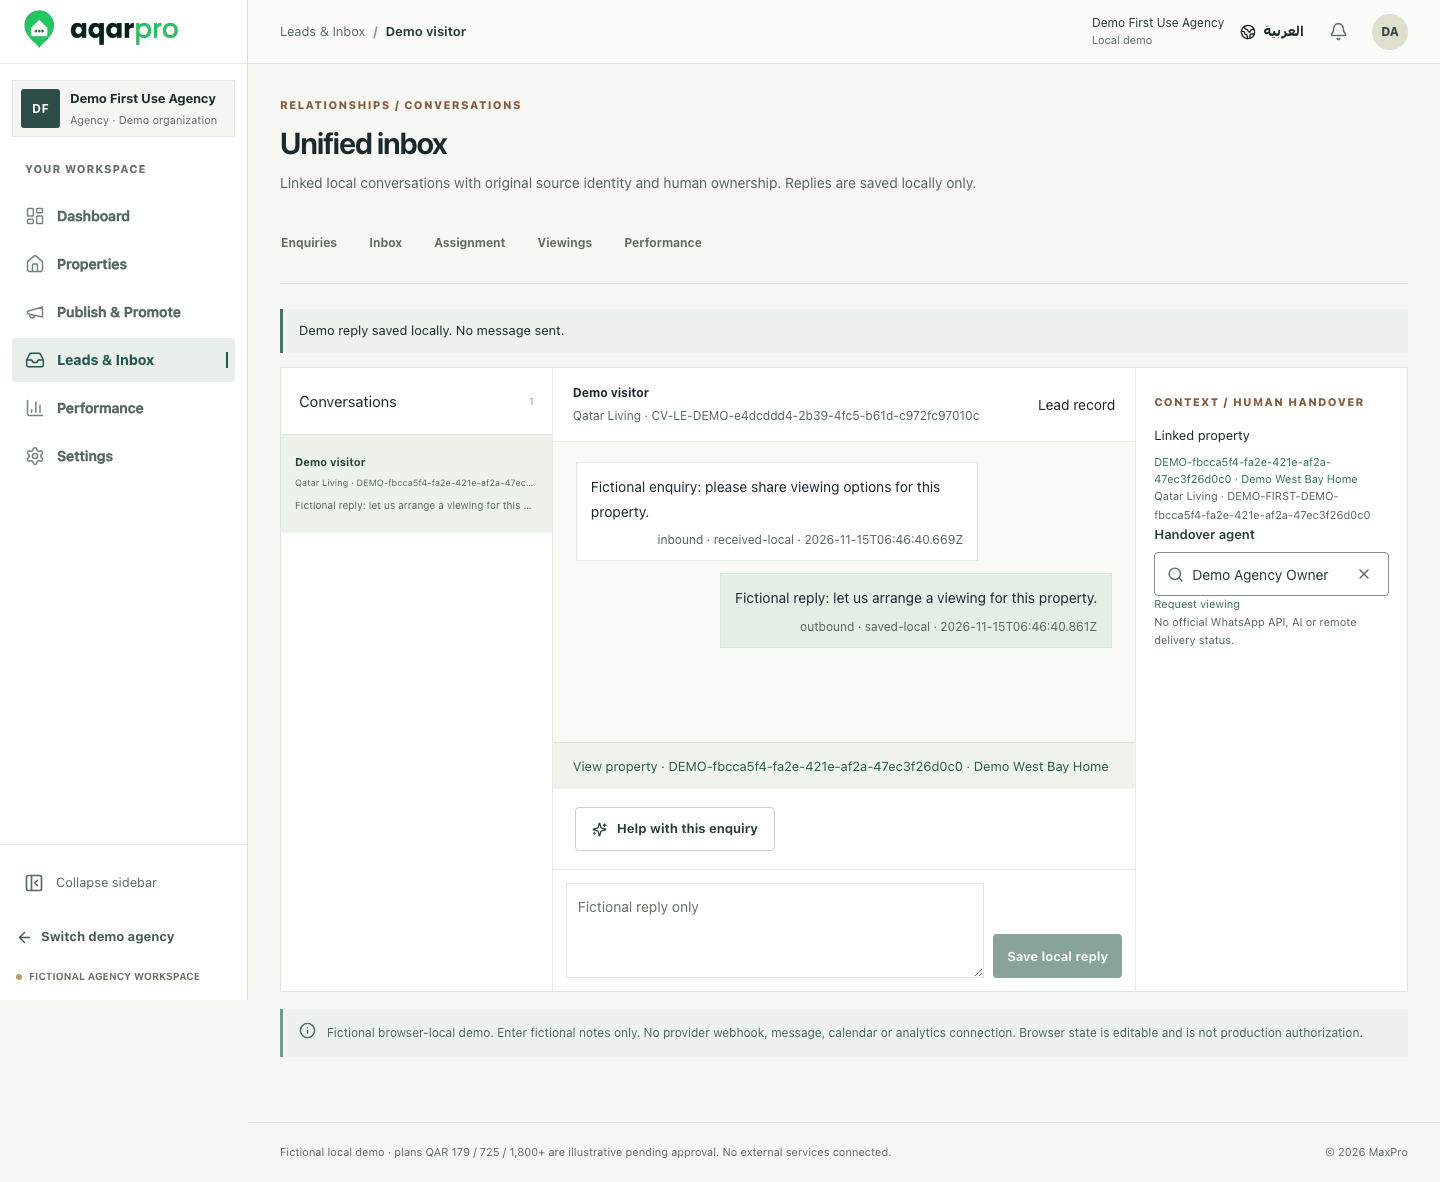 aqarpro
Leads & Inbox / Demo visitor
Demo First Use Agency
Local demo
العربية
DA
DF
Demo First Use Agency
Agency · Demo organization
YOUR WORKSPACE
Dashboard
Properties
Publish & Promote
Leads & Inbox
Performance
Settings
Collapse sidebar
Switch demo agency
FICTIONAL AGENCY WORKSPACE
RELATIONSHIPS / CONVERSATIONS
Unified inbox
Linked local conversations with original source identity and human ownership. Replies are saved locally only.
Enquiries
Inbox
Assignment
Viewings
Performance
Demo reply saved locally. No message sent.
Conversations
1
Demo visitor
Qatar Living · DEMO-fbcca5f4-fa2e-421e-af2a-47ec...
Fictional reply: let us arrange a viewing for this ...
Demo visitor
Qatar Living · CV-LE-DEMO-e4dcddd4-2b39-4fc5-b61d-c972fc97010c
Lead record
Fictional enquiry: please share viewing options for this
property.
inbound · received-local · 2026-11-15T06:46:40.669Z
Fictional reply: let us arrange a viewing for this property.
outbound · saved-local · 2026-11-15T06:46:40.861Z
View property · DEMO-fbcca5f4-fa2e-421e-af2a-47ec3f26d0c0 · Demo West Bay Home
Help with this enquiry
Fictional reply only
Save local reply
CONTEXT / HUMAN HANDOVER
Linked property
DEMO-fbcca5f4-fa2e-421e-af2a-
47ec3f26d0c0 · Demo West Bay Home
Qatar Living · DEMO-FIRST-DEMO-
fbcca5f4-fa2e-421e-af2a-47ec3f26d0c0
Handover agent
Demo Agency Owner
Request viewing
No official WhatsApp API, AI or remote
delivery status.
Fictional browser-local demo. Enter fictional notes only. No provider webhook, message, calendar or analytics connection. Browser state is editable and is not production authorization.
Fictional local demo · plans QAR 179 / 725 / 1,800+ are illustrative pending approval. No external services connected.
© 2026 MaxPro